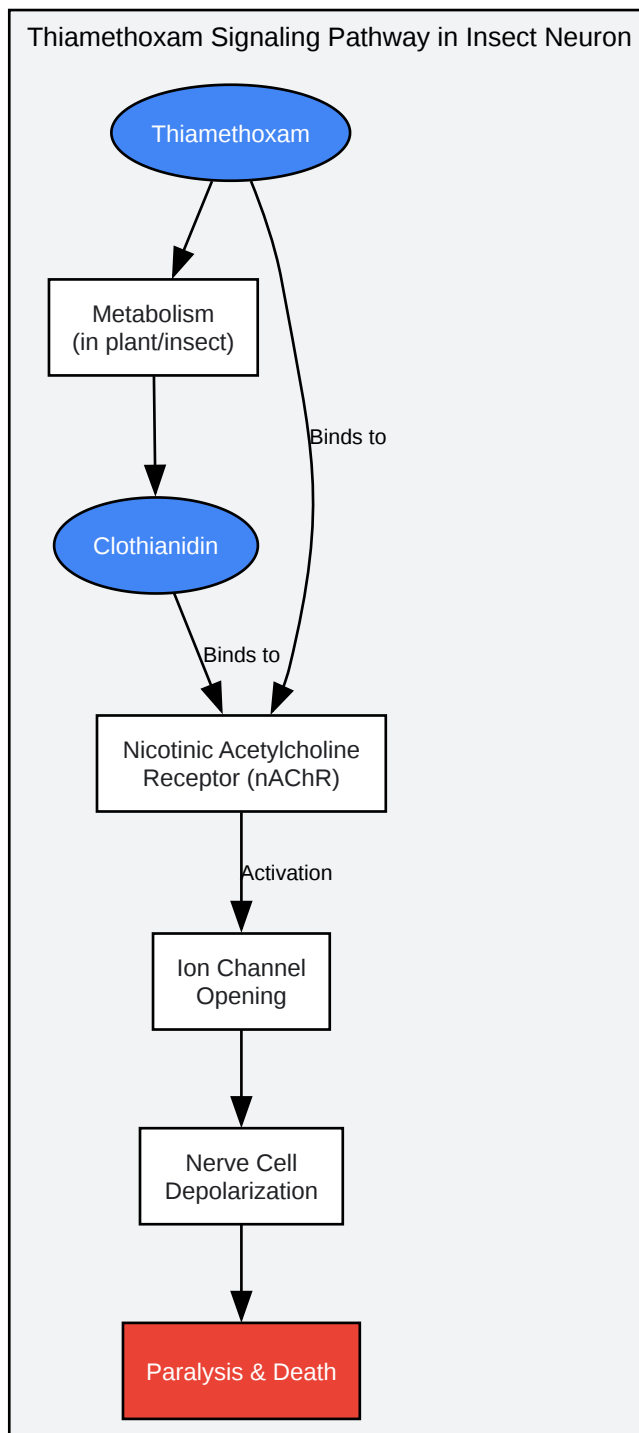 Thiamethoxam Signaling Pathway in Insect Neuron
Thiamethoxam
Metabolism
(in plant/insect)
Binds to
Clothianidin
Binds to
Nicotinic Acetylcholine
Receptor (nAChR)
Activation
Ion Channel
Opening
Nerve Cell
Depolarization
Paralysis & Death